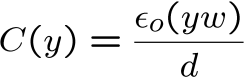 C(y) = \frac{\epsilon_o(yw)}{d}